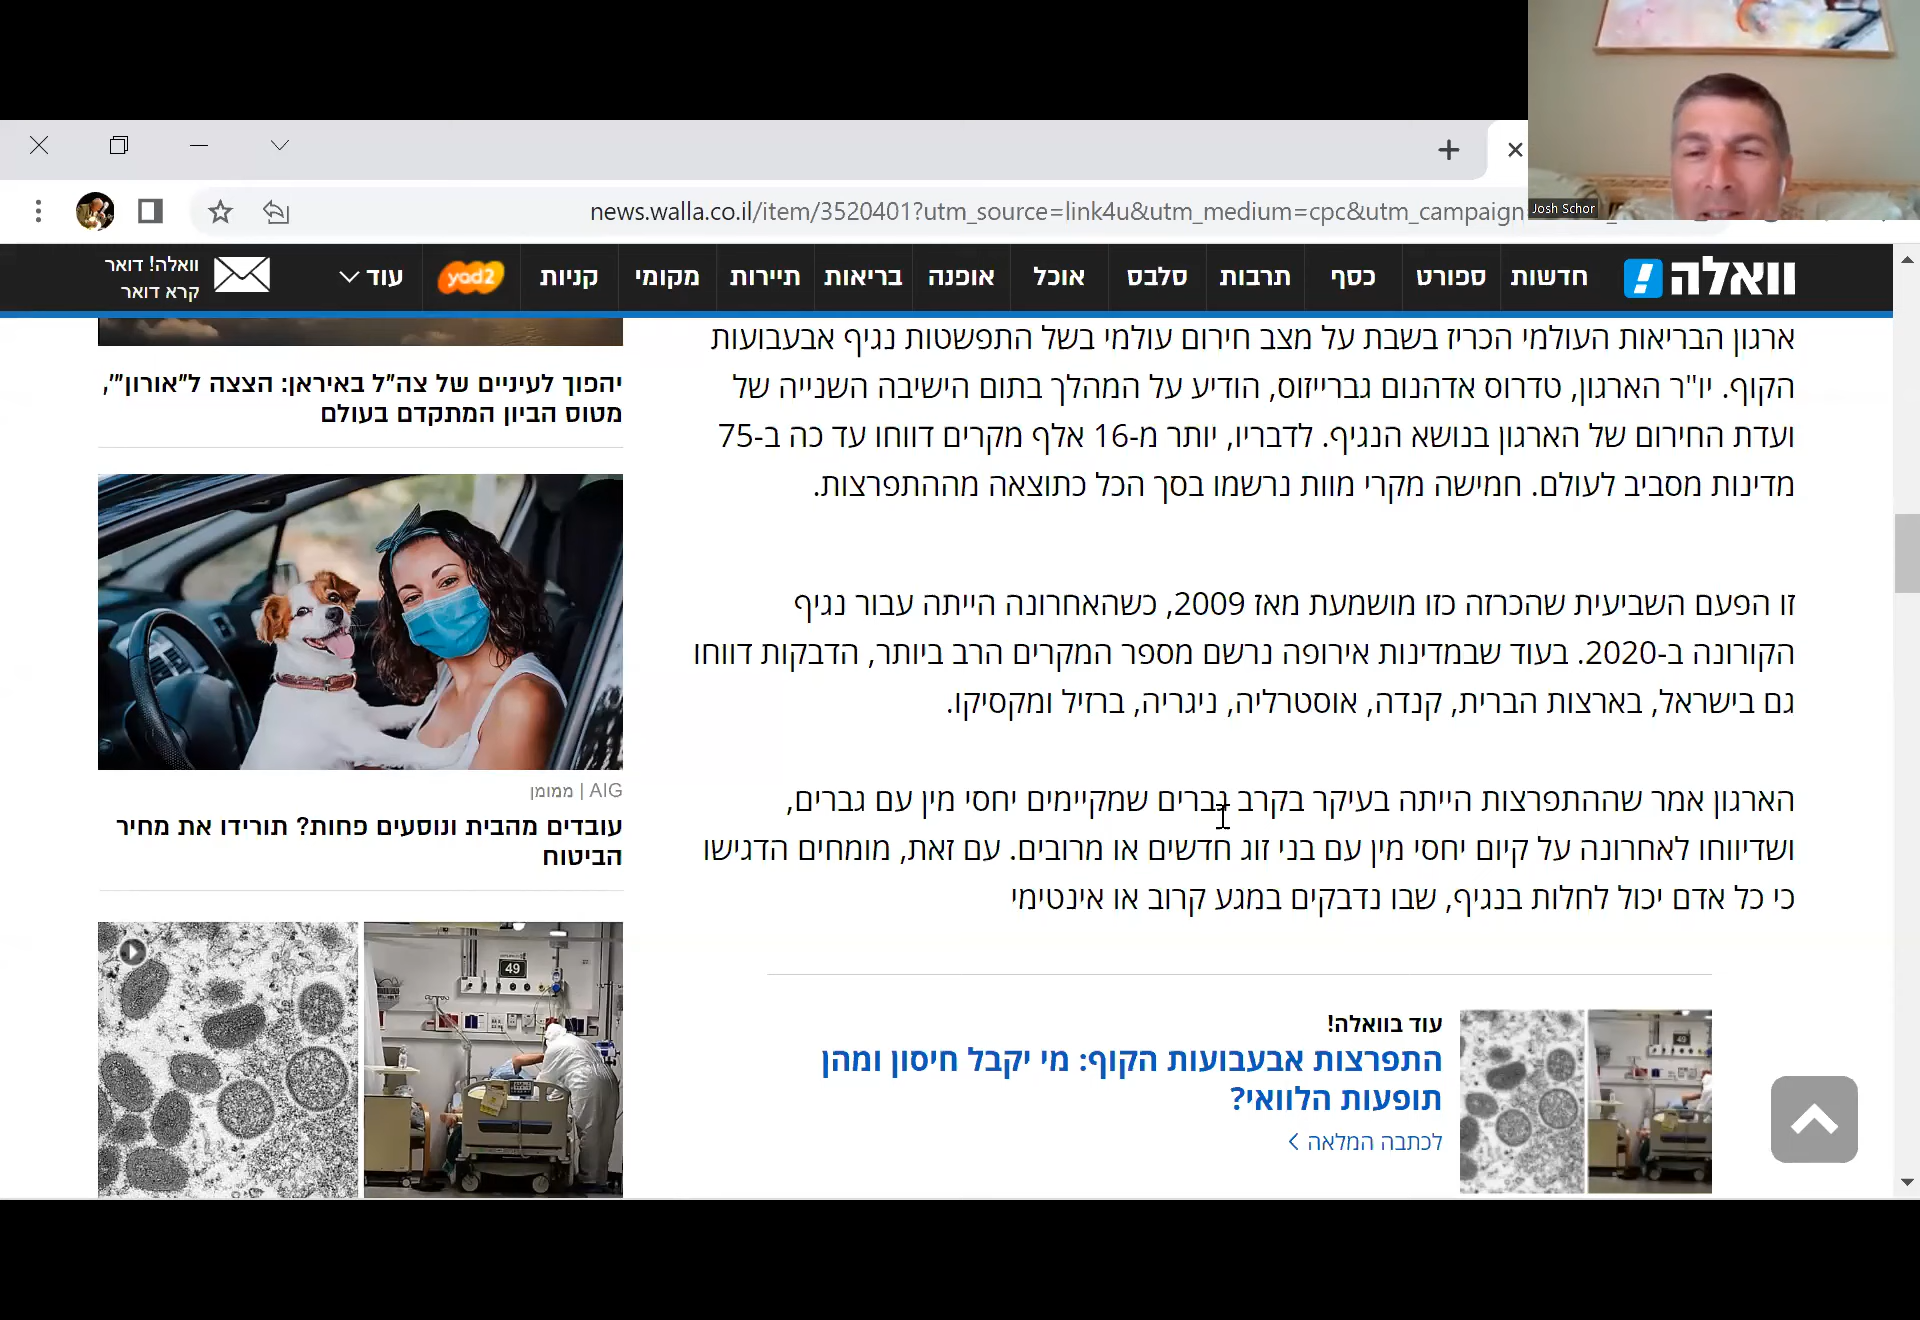 Josh Schor
news.walla.co.il/item/3520401?utm_source=link4u&utm_medium=cpc&utm_campaign
וואלה!
חדשות
ספורט
כסף
תרבות
סלבס
אוכל
אופנה
בריאות
תיירות
מקומי
קניות
yad2
עוד
וואלה! דואר
קרא דואר
ארגון הבריאות העולמי הכריז בשבת על מצב חירום עולמי בשל התפשטות נגיף אבעבועות
הקוף. יו"ר הארגון, טדרוס אדהנום גברייזוס, הודיע על המהלך בתום הישיבה השנייה של
ועדת החירום של הארגון בנושא הנגיף. לדבריו, יותר מ-16 אלף מקרים דווחו עד כה ב-75
מדינות מסביב לעולם. חמישה מקרי מוות נרשמו בסך הכל כתוצאה מההתפרצות.
זו הפעם השביעית שהכרזה כזו מושמעת מאז 2009, כשהאחרונה הייתה עבור נגיף
הקורונה ב-2020. בעוד שבמדינות אירופה נרשם מספר המקרים הרב ביותר, הדבקות דווחו
גם בישראל, בארצות הברית, קנדה, אוסטרליה, ניגריה, ברזיל ומקסיקו.
הארגון אמר שההתפרצות הייתה בעיקר בקרב גברים שמקיימים יחסי מין עם גברים,
ושדיווחו לאחרונה על קיום יחסי מין עם בני זוג חדשים או מרובים. עם זאת, מומחים הדגישו
כי כל אדם יכול לחלות בנגיף, שבו נדבקים במגע קרוב או אינטימי
עוד בוואלה!
התפרצות אבעבועות הקוף: מי יקבל חיסון ומהן
תופעות הלוואי?
לכתבה המלאה
יהפוך לעיניים של צה"ל באיראן: הצצה ל"אורון",
מטוס הביון המתקדם בעולם
AIG | ממומן
עובדים מהבית ונוסעים פחות? תורידו את מחיר
הביטוח
49